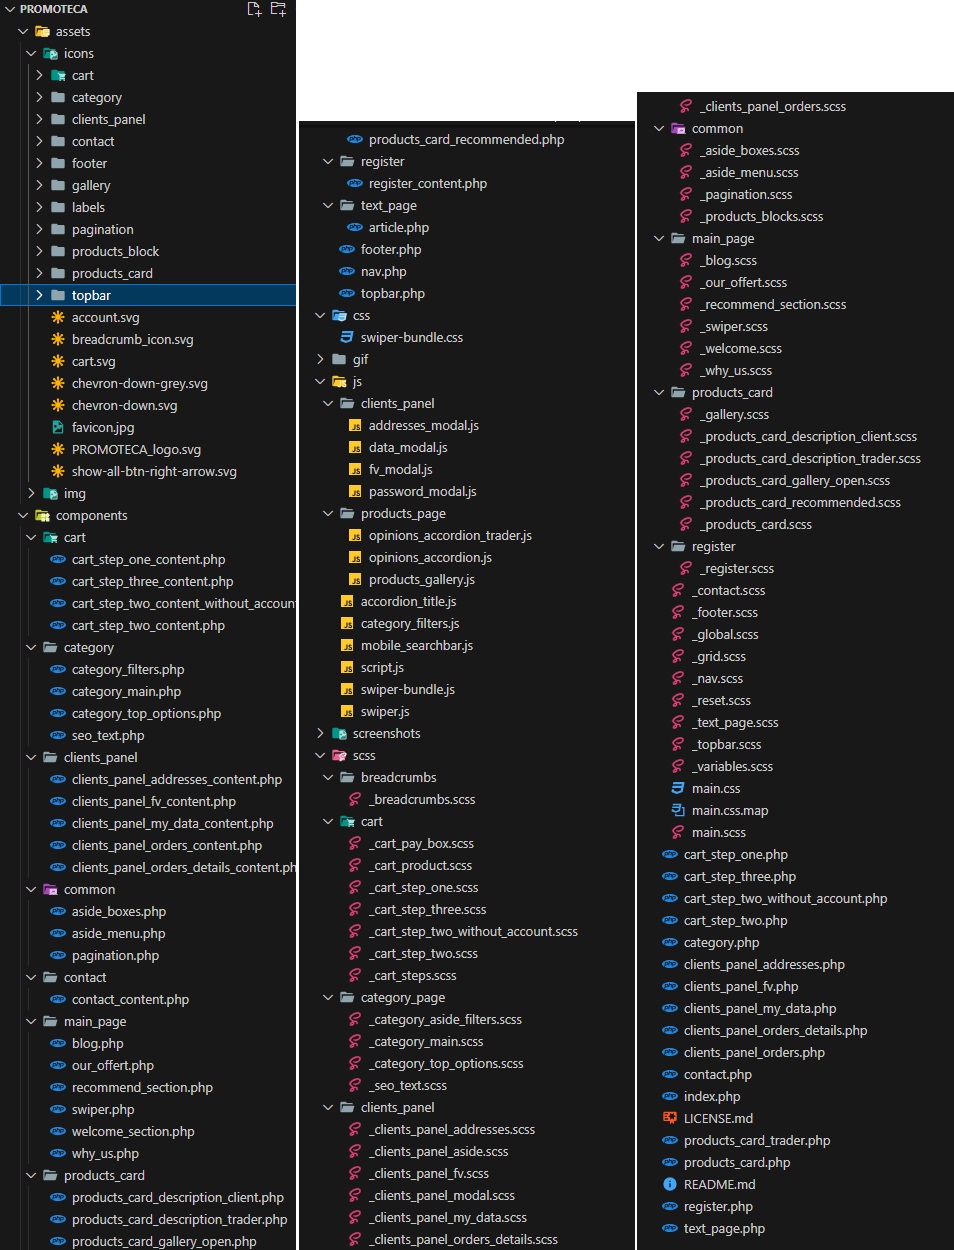 PROMOTECA
assets
icons
cart
category
clients_panel
contact
footer
gallery
labels
pagination
products_block
products_card
topbar
account.svg
breadcrumb_icon.svg
cart.svg
chevron-down-grey.svg
chevron-down.svg
favicon.jpg
PROMOTECA_logo.svg
show-all-btn-right-arrow.svg
img
components
cart
cart_step_one_content.php
cart_step_three_content.php
cart_step_two_content_without_accoun
cart_step_two_content.php
category
category_filters.php
category_main.php
category_top_options.php
seo_text.php
clients_panel
clients_panel_addresses_content.php
clients_panel_fv_content.php
clients_panel_my_data_content.php
clients_panel_orders_content.php
clients_panel_orders_details_content.ph
common
aside_boxes.php
aside_menu.php
pagination.php
contact
contact_content.php
main_page
blog.php
our_offert.php
recommend_section.php
swiper.php
welcome_section.php
why_us.php
products_card
products_card_description_client.php
products_card_description_trader.php
products_card_gallery_open.php
products_card_recommended.php
register
register_content.php
text_page
article.php
footer.php
nav.php
topbar.php
css
swiper-bundle.css
gif
js
clients_panel
addresses_modal.js
data_modal.js
fv_modal.js
password_modal.js
products_page
opinions_accordion_trader.js
opinions_accordion.js
products_gallery.js
accordion_title.js
category_filters.js
mobile_searchbar.js
script.js
swiper-bundle.js
swiper.js
screenshots
scss
breadcrumbs
_breadcrumbs.scss
cart
_cart_pay_box.scss
_cart_product.scss
_cart_step_one.scss
_cart_step_three.scss
_cart_step_two_without_account.scss
_cart_step_two.scss
_cart_steps.scss
category_page
_category_aside_filters.scss
_category_main.scss
_category_top_options.scss
_seo_text.scss
clients_panel
_clients_panel_addresses.scss
_clients_panel_aside.scss
_clients_panel_fv.scss
_clients_panel_modal.scss
_clients_panel_my_data.scss
_clients_panel_orders_details.scss
_clients_panel_orders.scss
common
_aside_boxes.scss
_aside_menu.scss
_pagination.scss
_products_blocks.scss
main_page
_blog.scss
_our_offert.scss
_recommend_section.scss
_swiper.scss
_welcome.scss
_why_us.scss
products_card
_gallery.scss
_products_card_description_client.scss
_products_card_description_trader.scss
_products_card_gallery_open.scss
_products_card_recommended.scss
_products_card.scss
register
_register.scss
_contact.scss
_footer.scss
_global.scss
_grid.scss
_nav.scss
_reset.scss
_text_page.scss
_topbar.scss
_variables.scss
main.css
main.css.map
main.scss
cart_step_one.php
cart_step_three.php
cart_step_two_without_account.php
cart_step_two.php
category.php
clients_panel_addresses.php
clients_panel_fv.php
clients_panel_my_data.php
clients_panel_orders_details.php
clients_panel_orders.php
contact.php
index.php
LICENSE.md
products_card_trader.php
products_card.php
README.md
register.php
text_page.php